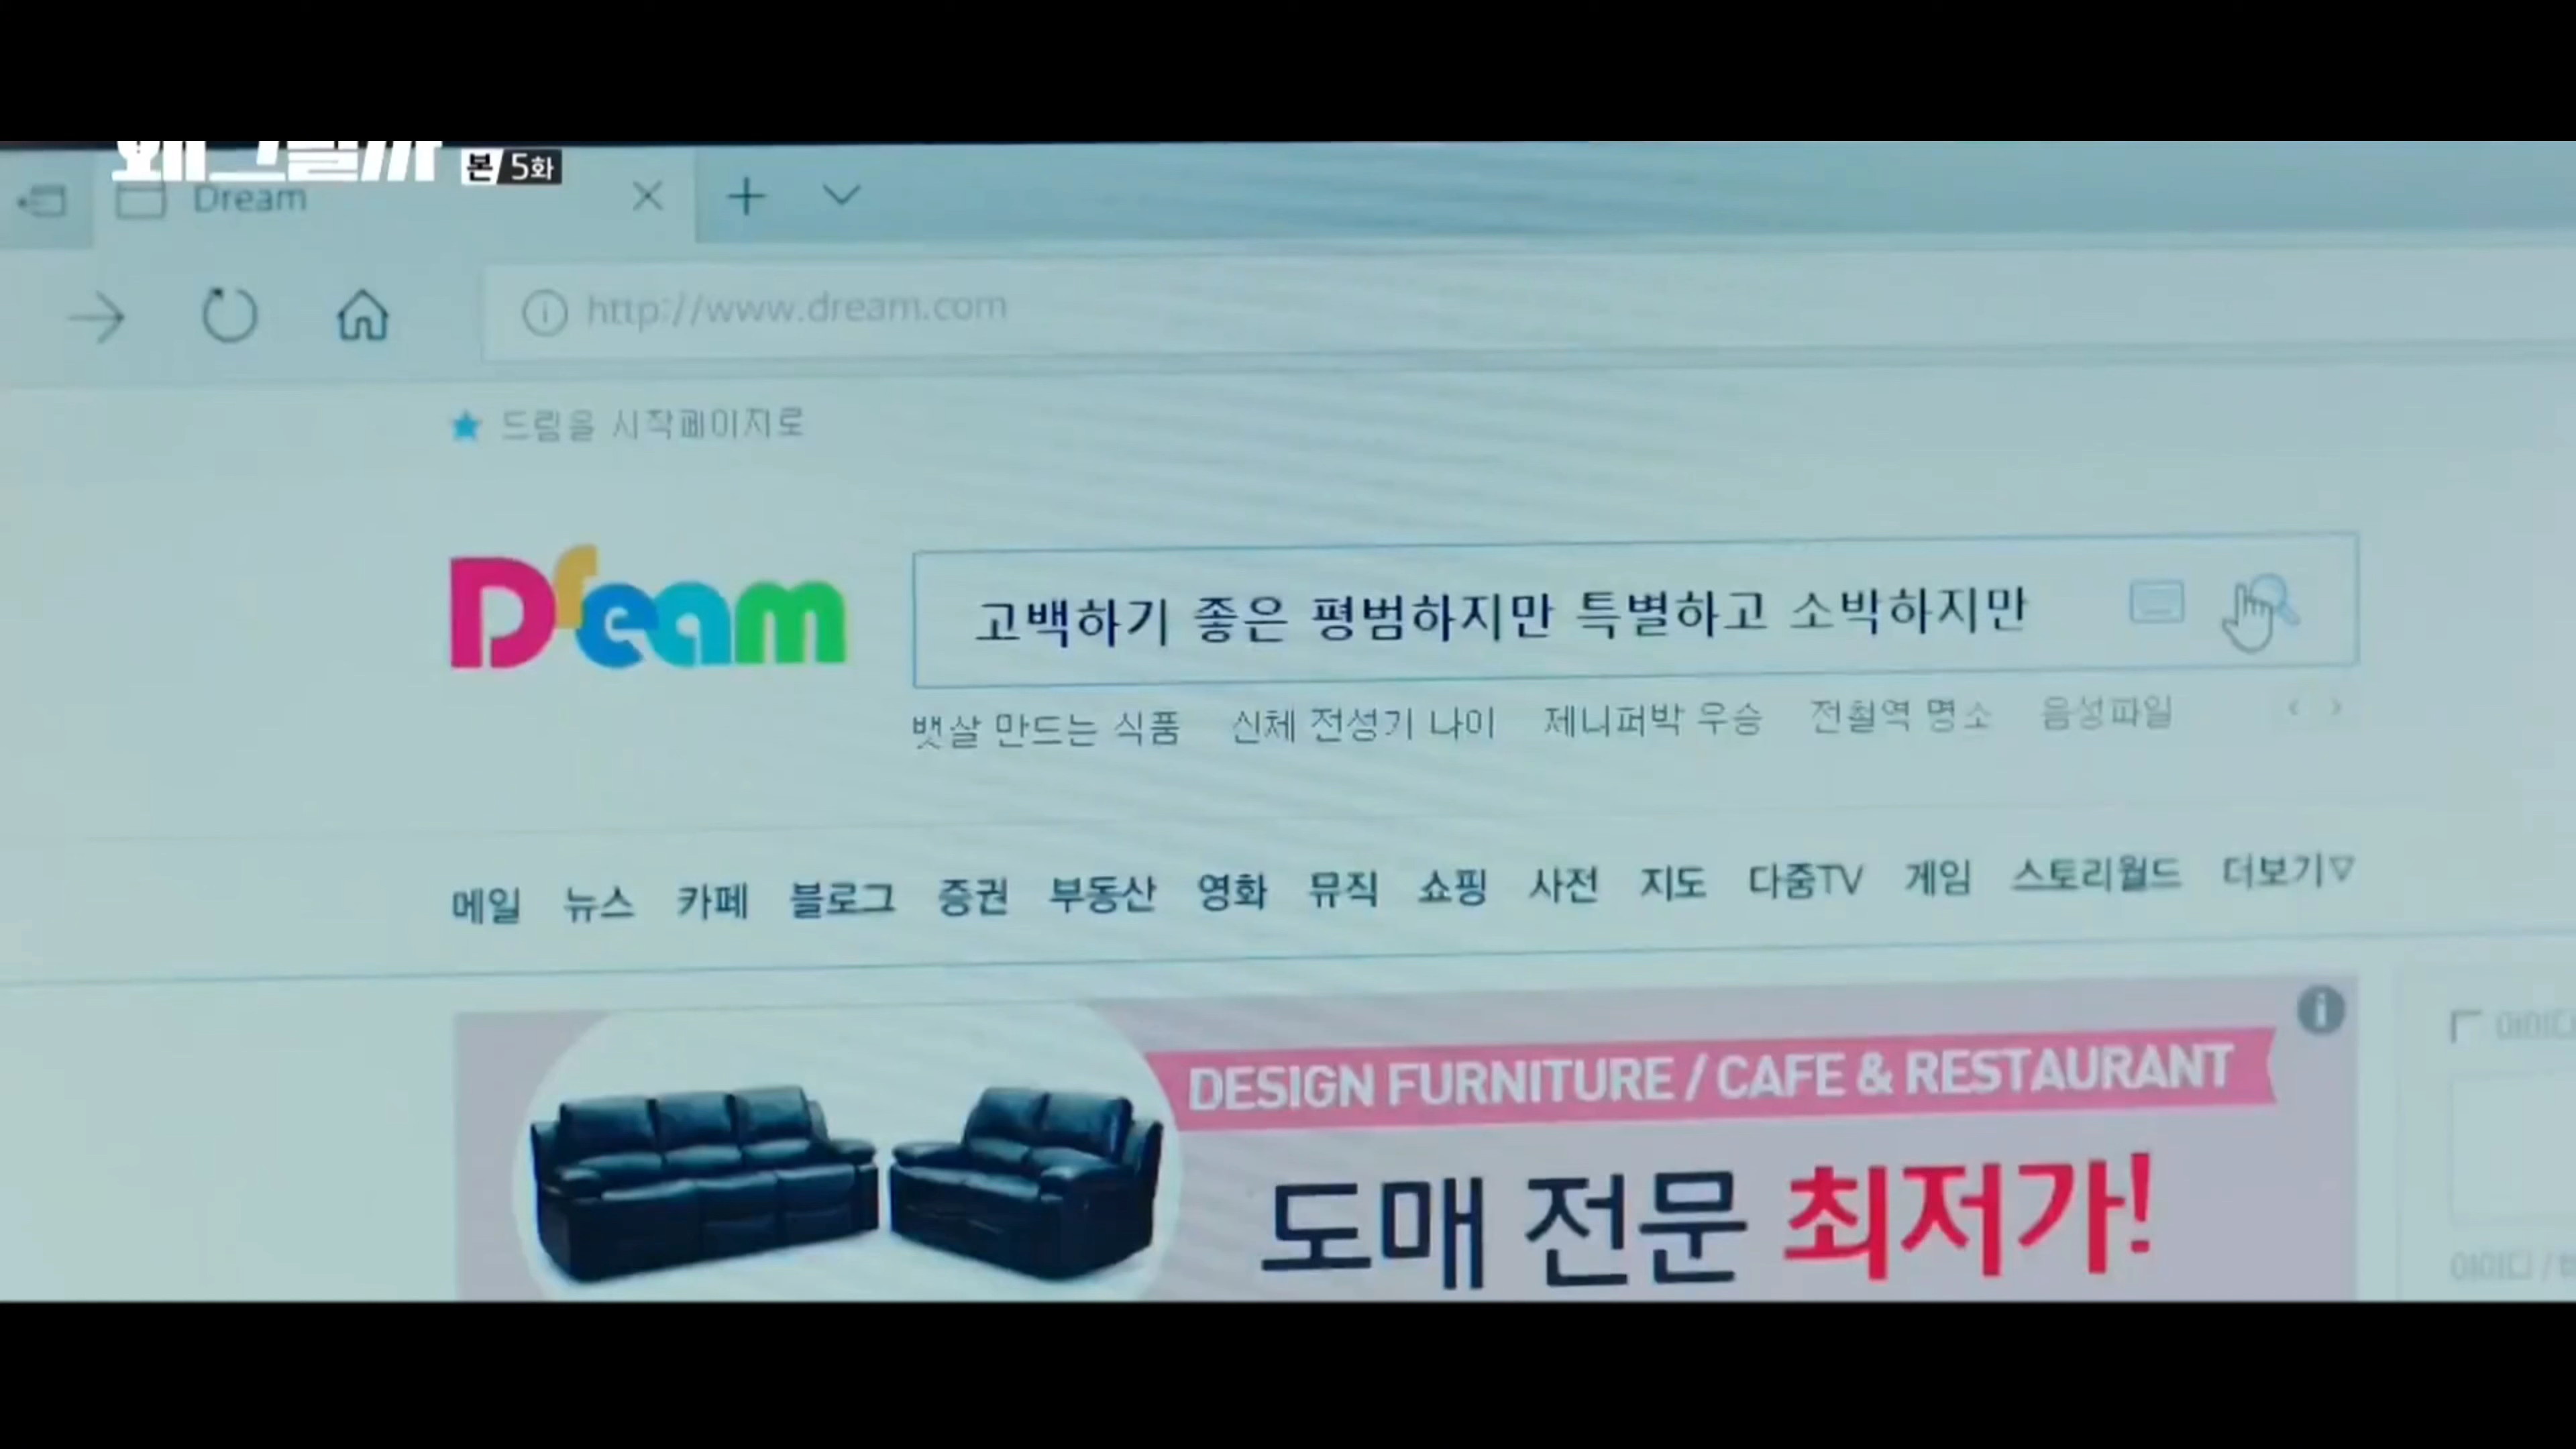 본 5화
Dream
http://www.dream.com
드림을 시작페이지로
Dream
고백하기 좋은 평범하지만 특별하고 소박하지만
뱃살 만드는 식품 신체 전성기 나이 제니퍼박 우승 전철역 명소 음성파일
메일 뉴스 카페 블로그 증권 부동산 영화 뮤직 쇼핑 사전 지도 다줌TV 게임 스토리월드 더보기▽
DESIGN FURNITURE / CAFE & RESTAURANT
도매 전문 최저가!